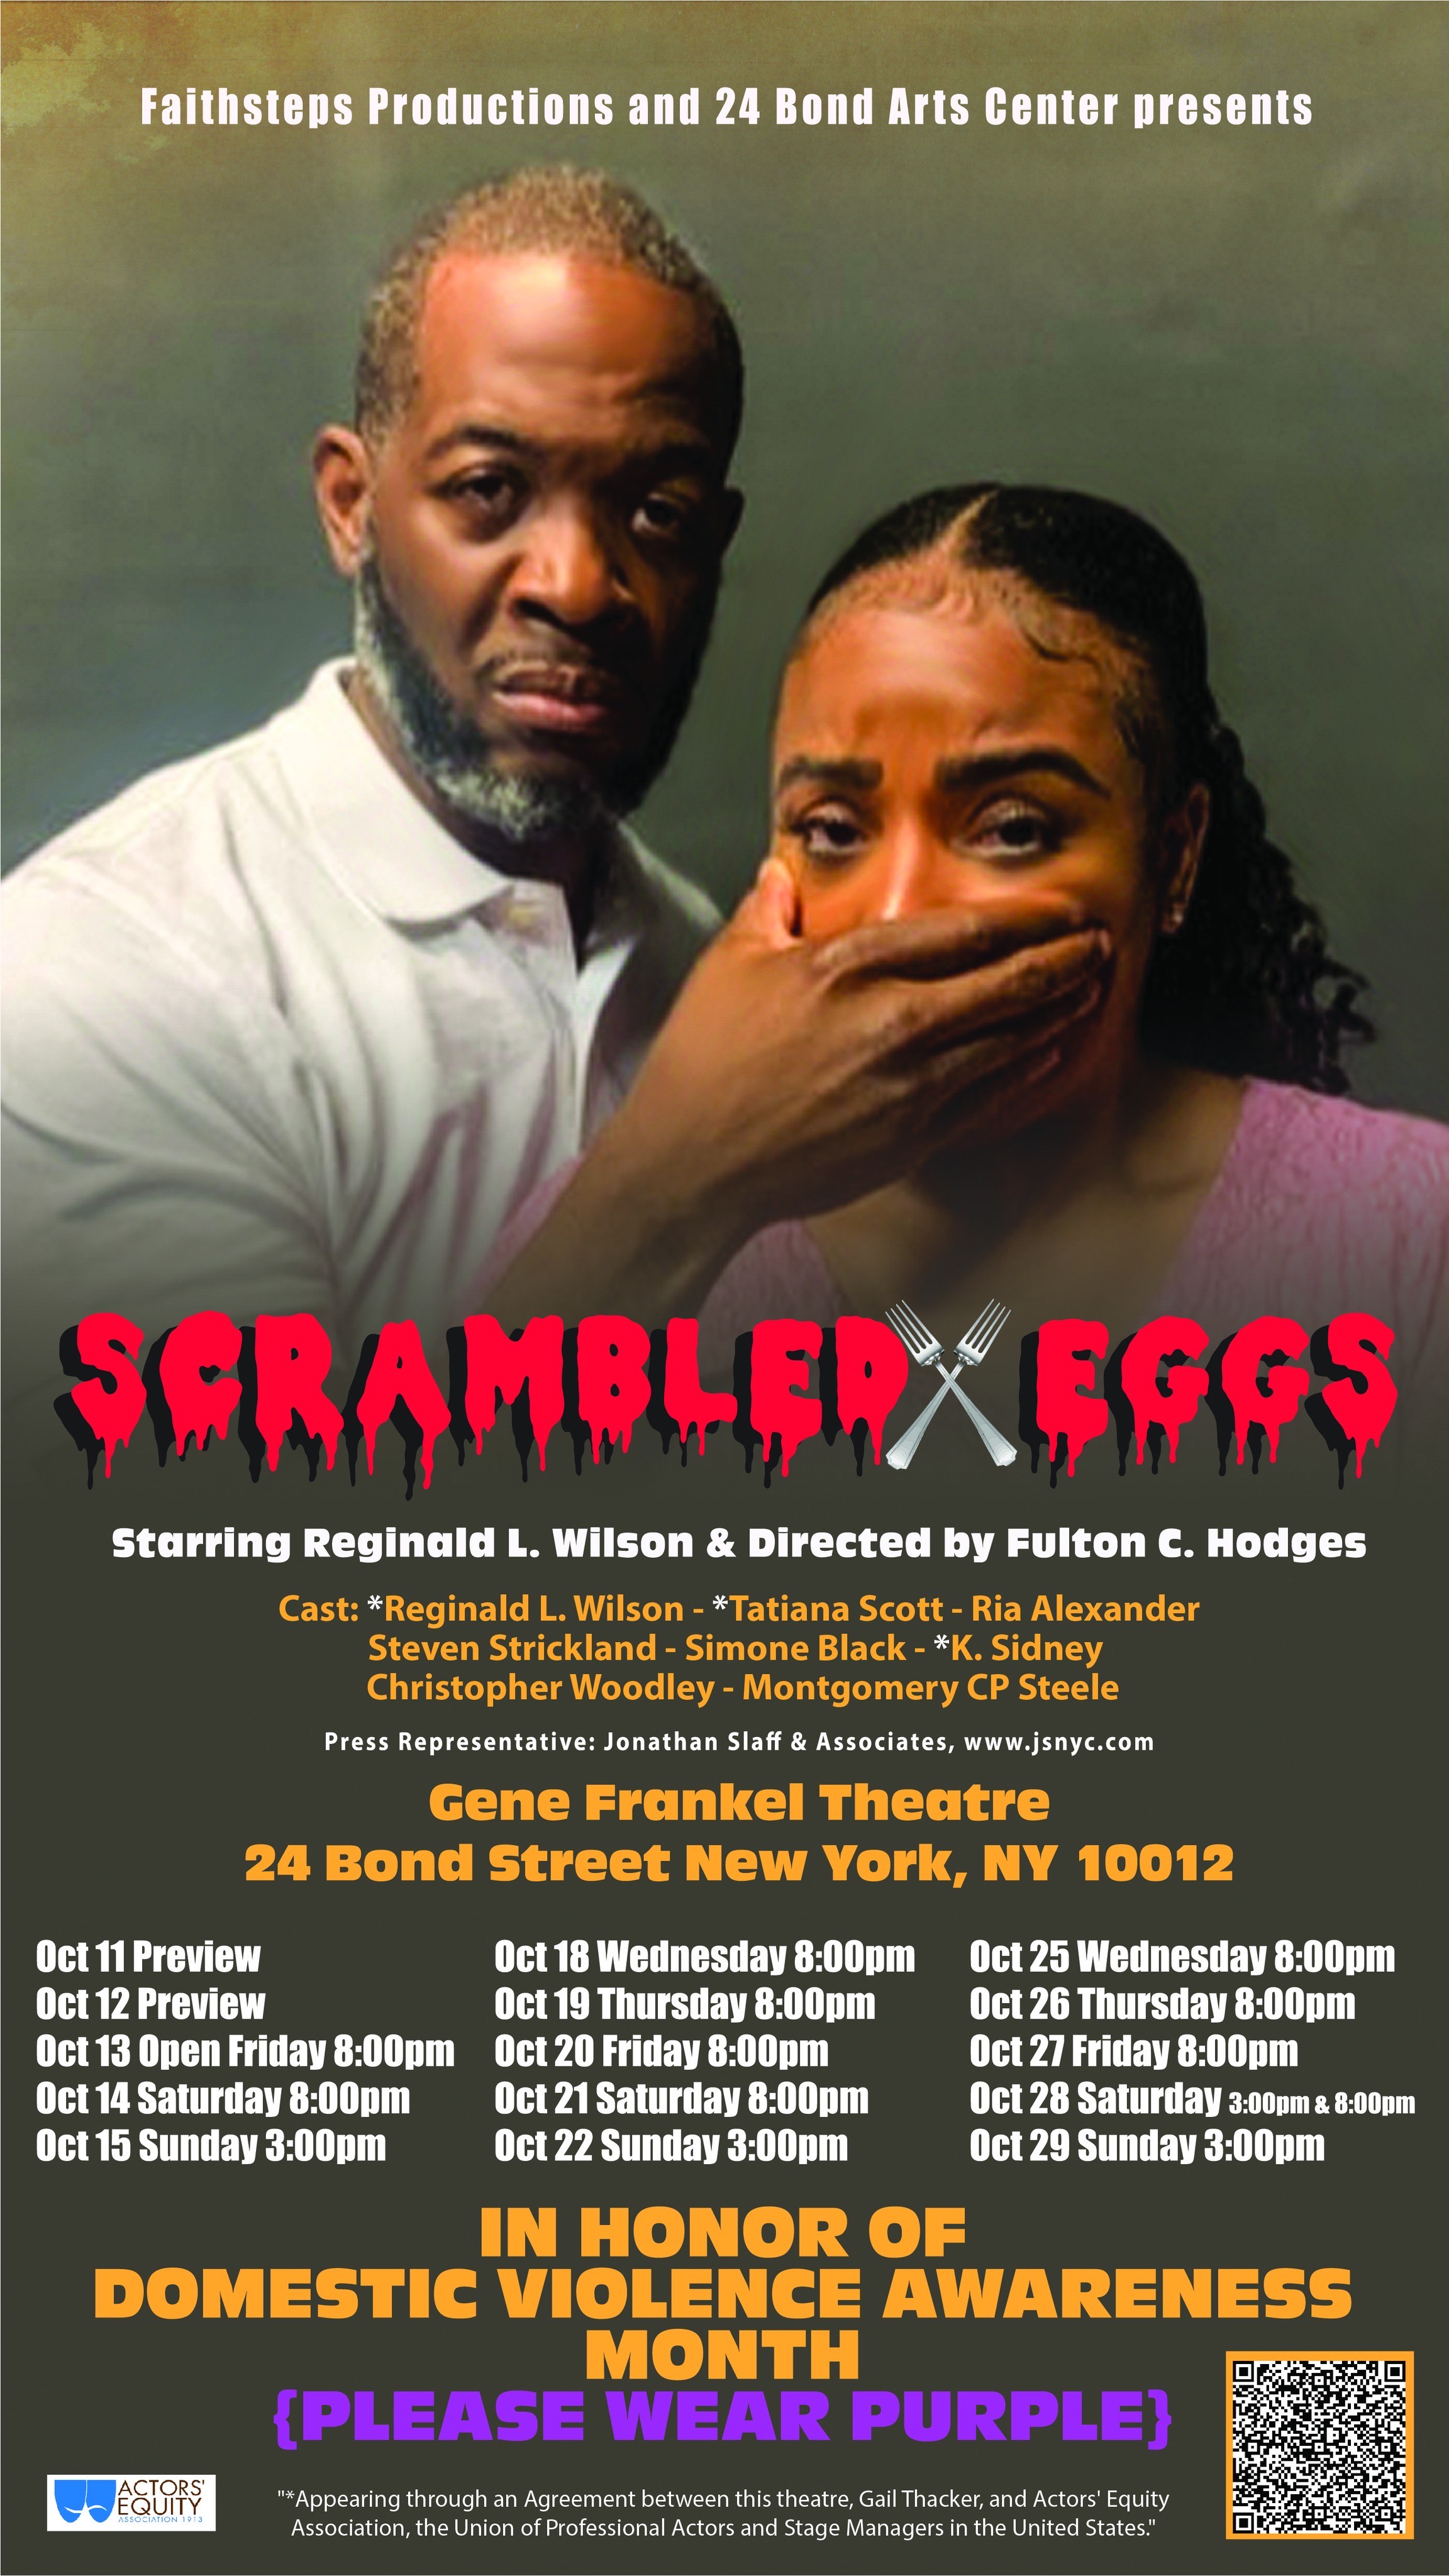 Faithsteps Productions and 24 Bond Arts Center presents
SCRAMBLED EGGS
Starring Reginald L. Wilson & Directed by Fulton C. Hodges
Cast: *Reginald L. Wilson - *Tatiana Scott - Ria Alexander
Steven Strickland - Simone Black - *K. Sidney
Christopher Woodley - Montgomery CP Steele
Press Representative: Jonathan Slaff & Associates, www.jsnyc.com
Gene Frankel Theatre
24 Bond Street New York, NY 10012
Oct 11 Preview
Oct 12 Preview
Oct 13 Open Friday 8:00pm
Oct 14 Saturday 8:00pm
Oct 15 Sunday 3:00pm
Oct 18 Wednesday 8:00pm
Oct 19 Thursday 8:00pm
Oct 20 Friday 8:00pm
Oct 21 Saturday 8:00pm
Oct 22 Sunday 3:00pm
Oct 25 Wednesday 8:00pm
Oct 26 Thursday 8:00pm
Oct 27 Friday 8:00pm
Oct 28 Saturday 3:00pm & 8:00pm
Oct 29 Sunday 3:00pm
IN HONOR OF
DOMESTIC VIOLENCE AWARENESS
MONTH
{PLEASE WEAR PURPLE}
ACTORS'
EQUITY
ASSOCIATION 1913
"*Appearing through an Agreement between this theatre, Gail Thacker, and Actors' Equity
Association, the Union of Professional Actors and Stage Managers in the United States."